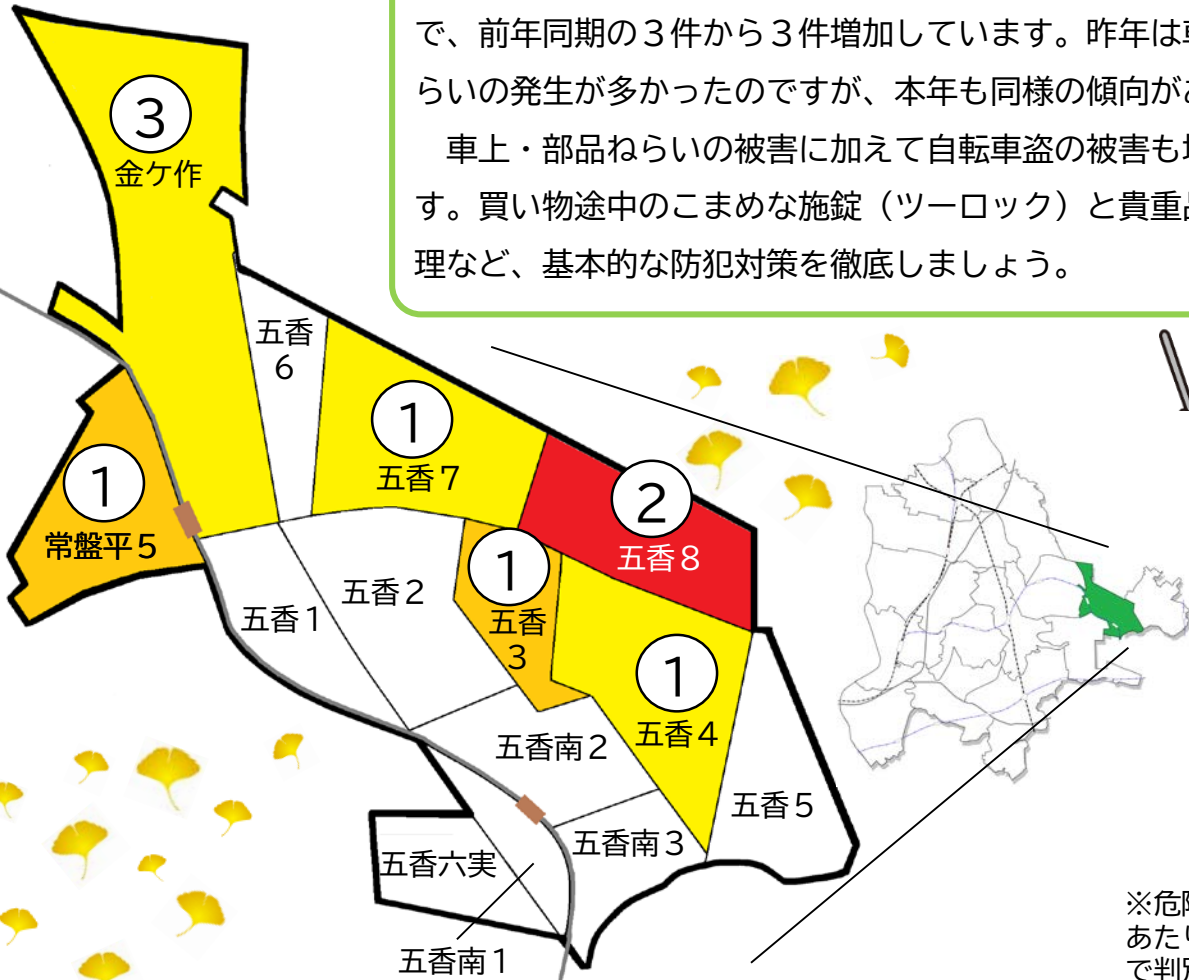 で、前年同期の３件から３件増加しています。昨年は
らいの発生が多かったのですが、本年も同様の傾向が
車上・部品ねらいの被害に加えて自転車盗の被害も
す。買い物途中のこまめな施錠（ツーロック）と貴重
理など、基本的な防犯対策を徹底しましょう。
3
金ケ作
五香
6
1
五香７
2
五香８
1
常盤平５
1
五香
3
五香２
五香１
1
五香４
五香南２
五香５
五香南３
五香六実
五香南１
※危
あたり
で判